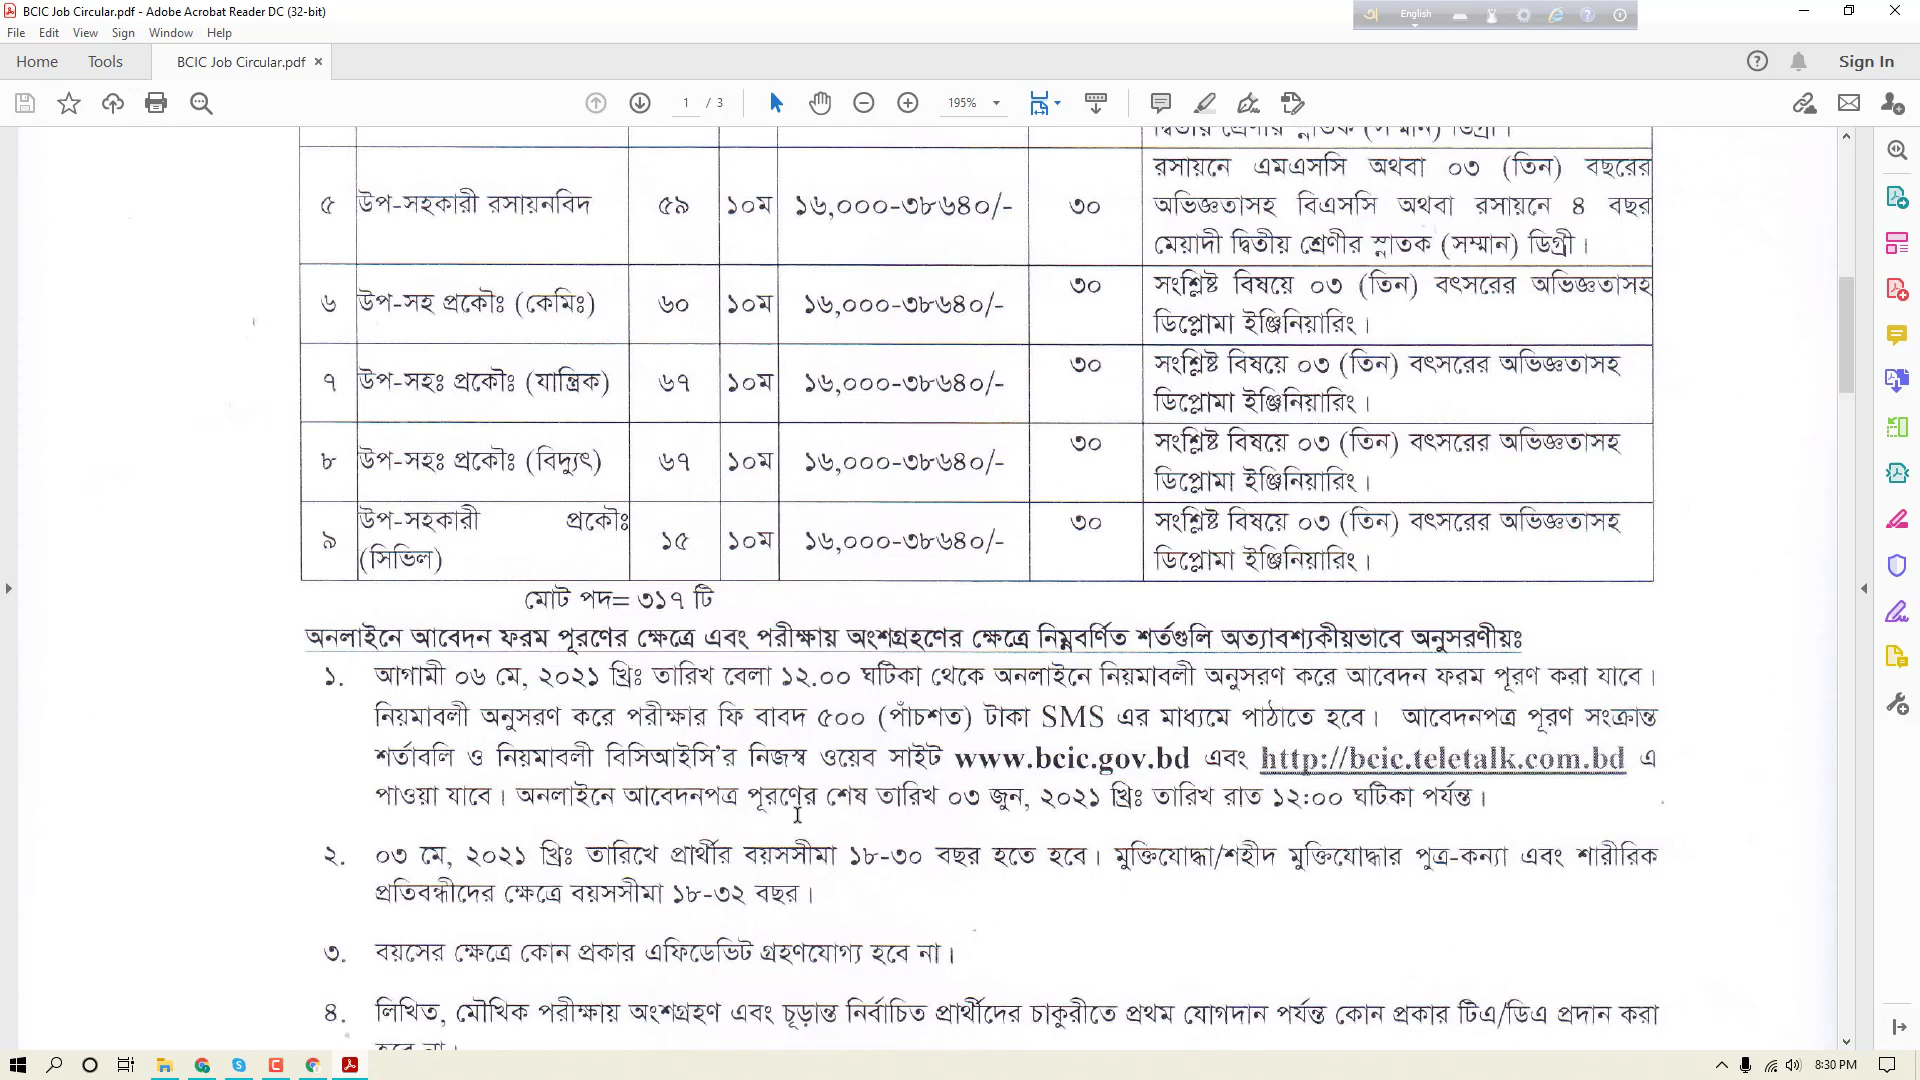 BCIC Job Circular.pdf - Adobe Acrobat Reader DC (32-bit)
English
File Edit View Sign Window Help
Home Tools BCIC Job Circular.pdf × Sign In
1 / 3 195%
দ্বিতীয় শ্রেণীর স্নাতক (সম্মান) ডিগ্রী।
৫ উপ-সহকারী রসায়নবিদ ৫৯ ১০ম ১৬,০০০-৩৮৬৪০/- ৩০ রসায়নে এমএসসি অথবা ০৩ (তিন) বছরের
অভিজ্ঞতাসহ বিএসসি অথবা রসায়নে ৪ বছর
মেয়াদী দ্বিতীয় শ্রেণীর স্নাতক (সম্মান) ডিগ্রী।
৬ উপ-সহ প্রকৌঃ (কেমিঃ) ৬০ ১০ম ১৬,০০০-৩৮৬৪০/- ৩০ সংশ্লিষ্ট বিষয়ে ০৩ (তিন) বৎসরের অভিজ্ঞতাসহ
ডিপ্লোমা ইঞ্জিনিয়ারিং।
৭ উপ-সহঃ প্রকৌঃ (যান্ত্রিক) ৬৭ ১০ম ১৬,০০০-৩৮৬৪০/- ৩০ সংশ্লিষ্ট বিষয়ে ০৩ (তিন) বৎসরের অভিজ্ঞতাসহ
ডিপ্লোমা ইঞ্জিনিয়ারিং।
৮ উপ-সহঃ প্রকৌঃ (বিদ্যুৎ) ৬৭ ১০ম ১৬,০০০-৩৮৬৪০/- ৩০ সংশ্লিষ্ট বিষয়ে ০৩ (তিন) বৎসরের অভিজ্ঞতাসহ
ডিপ্লোমা ইঞ্জিনিয়ারিং।
৯ উপ-সহকারী প্রকৌঃ ১৫ ১০ম ১৬,০০০-৩৮৬৪০/- ৩০ সংশ্লিষ্ট বিষয়ে ০৩ (তিন) বৎসরের অভিজ্ঞতাসহ
(সিভিল) ডিপ্লোমা ইঞ্জিনিয়ারিং।
মোট পদ= ৩১৭ টি
অনলাইনে আবেদন ফরম পূরণের ক্ষেত্রে এবং পরীক্ষায় অংশগ্রহণের ক্ষেত্রে নিম্নবর্ণিত শর্তগুলি অত্যাবশ্যকীয়ভাবে অনুসরণীয়ঃ
১. আগামী ০৬ মে, ২০২১ খ্রিঃ তারিখ বেলা ১২.০০ ঘটিকা থেকে অনলাইনে নিয়মাবলী অনুসরণ করে আবেদন ফরম পূরণ করা যাবে।
নিয়মাবলী অনুসরণ করে পরীক্ষার ফি বাবদ ৫০০ (পাঁচশত) টাকা SMS এর মাধ্যমে পাঠাতে হবে। আবেদনপত্র পূরণ সংক্রান্ত
শর্তাবলি ও নিয়মাবলী বিসিআইসি'র নিজস্ব ওয়েব সাইট www.bcic.gov.bd এবং http://bcic.teletalk.com.bd এ
পাওয়া যাবে। অনলাইনে আবেদনপত্র পূরণের শেষ তারিখ ০৩ জুন, ২০২১ খ্রিঃ তারিখ রাত ১২:০০ ঘটিকা পর্যন্ত।
২. ০৩ মে, ২০২১ খ্রিঃ তারিখে প্রার্থীর বয়সসীমা ১৮-৩০ বছর হতে হবে। মুক্তিযোদ্ধা/শহীদ মুক্তিযোদ্ধার পুত্র-কন্যা এবং শারীরিক
প্রতিবন্ধীদের ক্ষেত্রে বয়সসীমা ১৮-৩২ বছর।
৩. বয়সের ক্ষেত্রে কোন প্রকার এফিডেভিট গ্রহণযোগ্য হবে না।
৪. লিখিত, মৌখিক পরীক্ষায় অংশগ্রহণ এবং চূড়ান্ত নির্বাচিত প্রার্থীদের চাকুরীতে প্রথম যোগদান পর্যন্ত কোন প্রকার টিএ/ডিএ প্রদান করা
হবে না।
8:30 PM